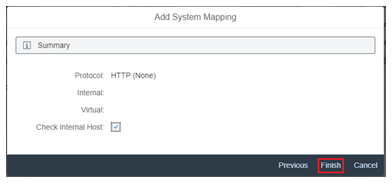 Add System Mapping
Summary
Protocol: HTTP (None)
Internal:
Virtual:
Check Internal Host:
Previous Finish Cancel